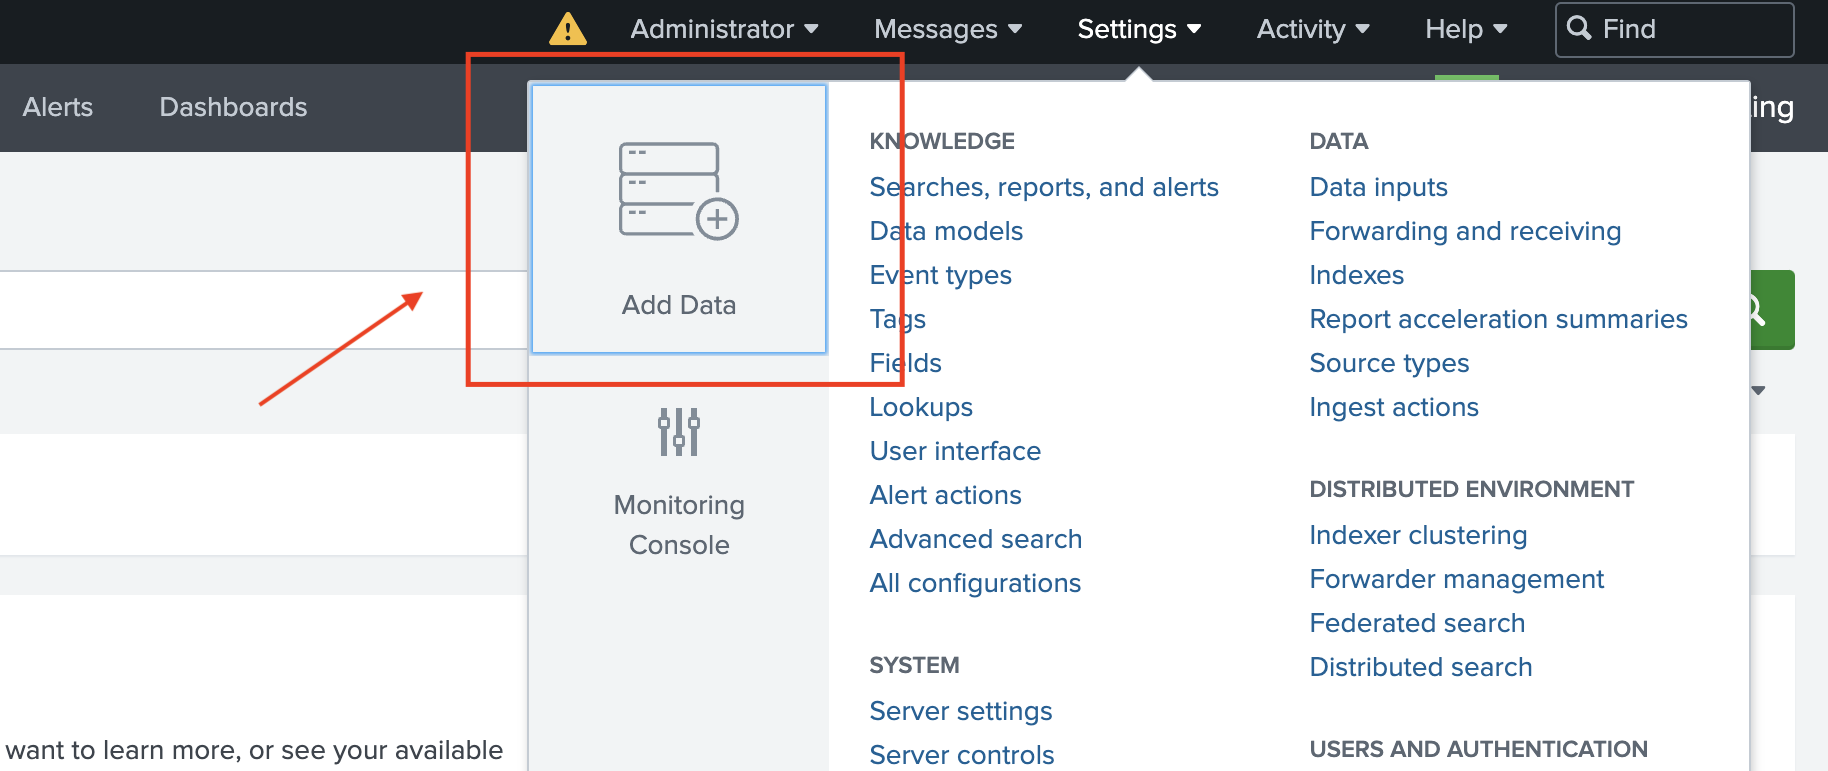 Administrator
Messages
Settings
Activity
Help
Find
Alerts
Dashboards
Add Data
Monitoring
Console
KNOWLEDGE
Searches, reports, and alerts
Data models
Event types
Tags
Fields
Lookups
User interface
Alert actions
Advanced search
All configurations
SYSTEM
Server settings
Server controls
DATA
Data inputs
Forwarding and receiving
Indexes
Report acceleration summaries
Source types
Ingest actions
DISTRIBUTED ENVIRONMENT
Indexer clustering
Forwarder management
Federated search
Distributed search
USERS AND AUTHENTICATION
want to learn more, or see your available